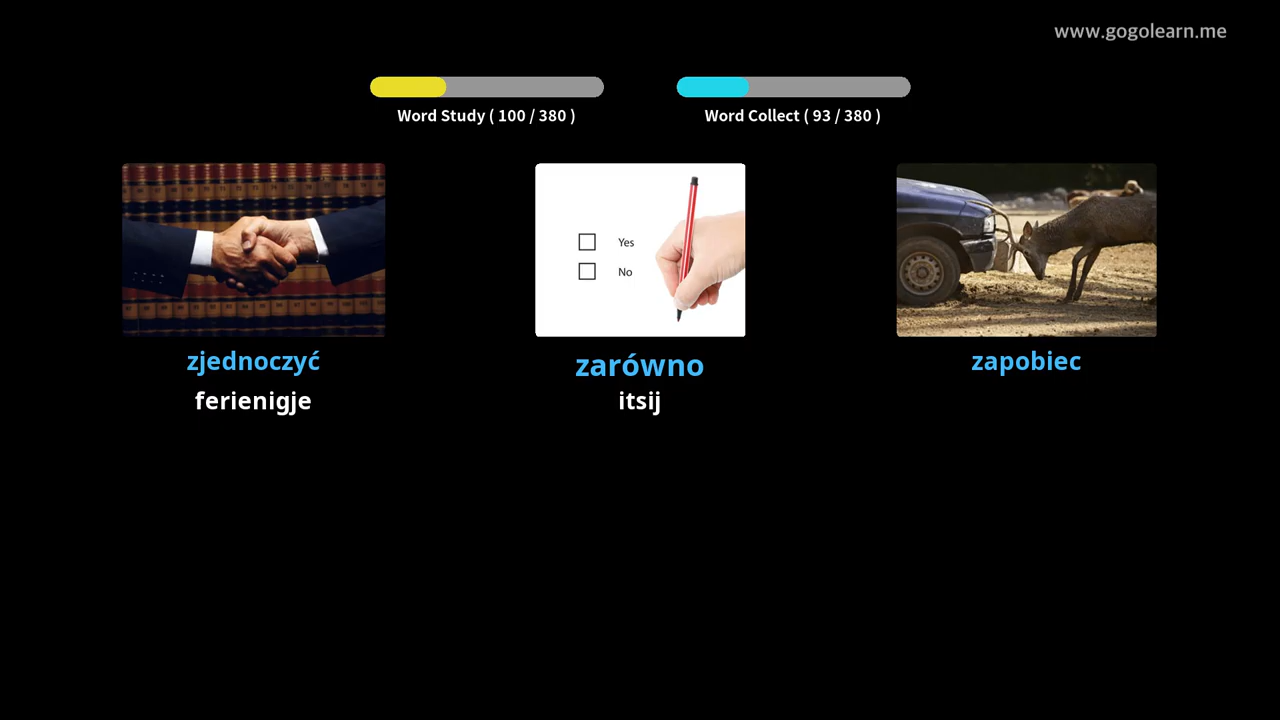 www.gogolearn.me
Word Study ( 100 / 380 )
Word Collect ( 93 / 380 )
Yes
No
zjednoczyć
zarówno
zapobiec
ferienigje
itsij